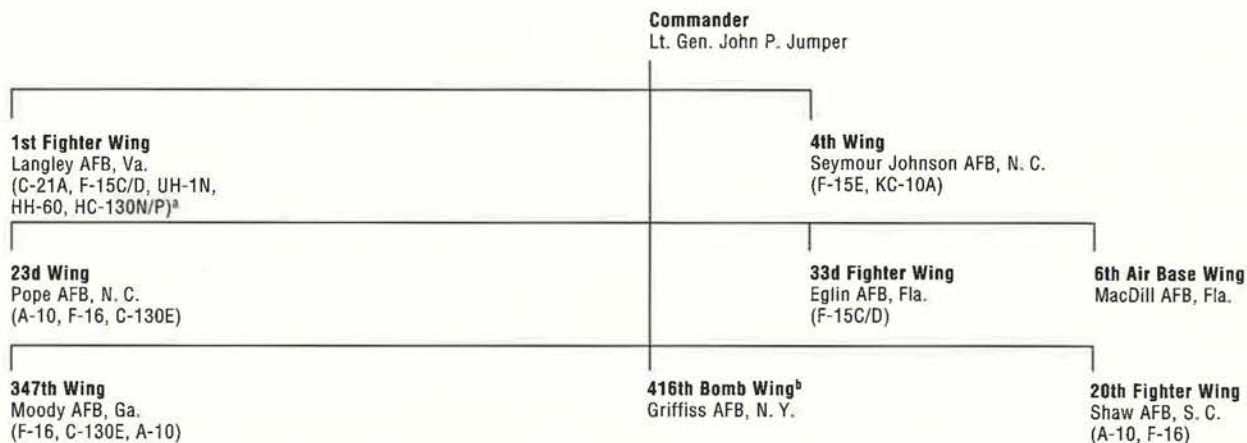 Commander
Lt. Gen. John P. Jumper
1st Fighter Wing
Langley AFB, Va.
(C-21A, F-15C/D, UH-1N,
HH-60, HC-130N/P)ª
4th Wing
Seymour Johnson AFB, N. C.
(F-15E, KC-10A)
23d Wing
Pope AFB, N. C.
(A-10, F-16, C-130E)
33d Fighter Wing
Eglin AFB, Fla.
(F-15C/D)
6th Air Base Wing
MacDill AFB, Fla.
347th Wing
Moody AFB, Ga.
(F-16, C-130E, A-10)
416th Bomb Wingᵇ
Griffiss AFB, N. Y.
20th Fighter Wing
Shaw AFB, S. C.
(A-10, F-16)